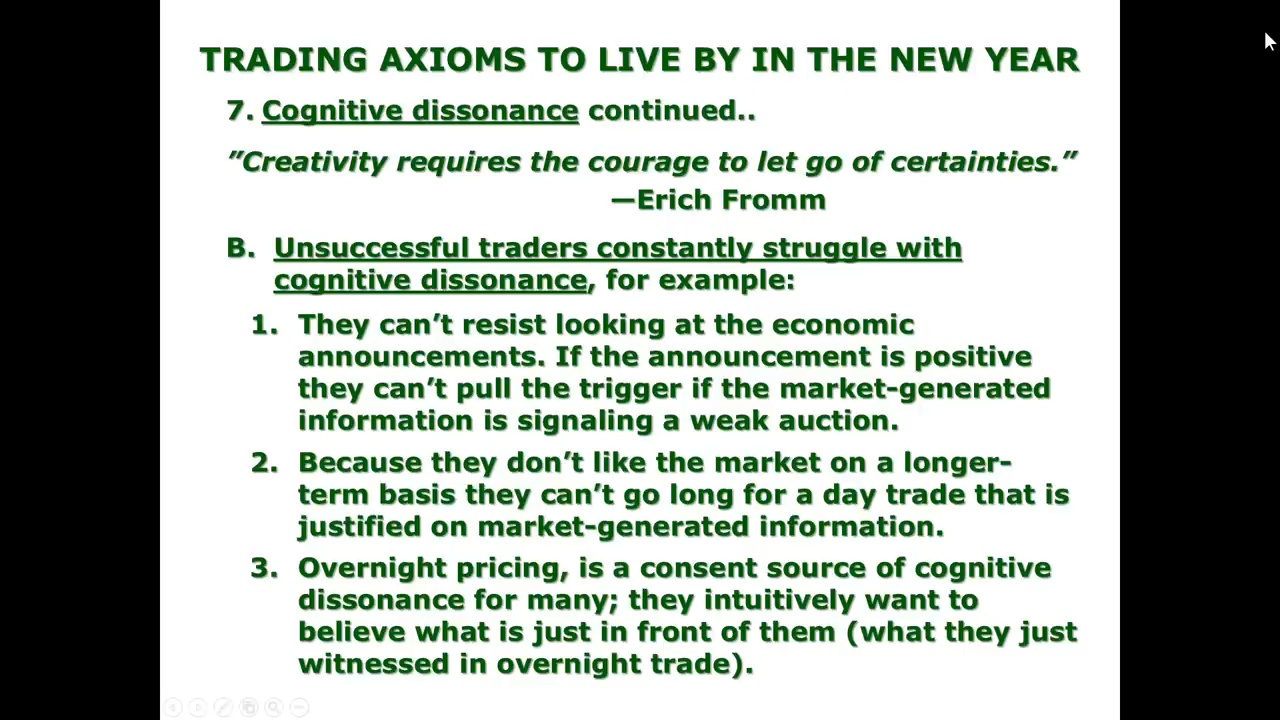 TRADING AXIOMS TO LIVE BY IN THE NEW YEAR
7. Cognitive dissonance continued..
”Creativity requires the courage to let go of certainties.”
—Erich Fromm
B. Unsuccessful traders constantly struggle with
cognitive dissonance, for example:
1. They can’t resist looking at the economic
announcements. If the announcement is positive
they can’t pull the trigger if the market-generated
information is signaling a weak auction.
2. Because they don’t like the market on a longer-
term basis they can’t go long for a day trade that is
justified on market-generated information.
3. Overnight pricing, is a consent source of cognitive
dissonance for many; they intuitively want to
believe what is just in front of them (what they just
witnessed in overnight trade).